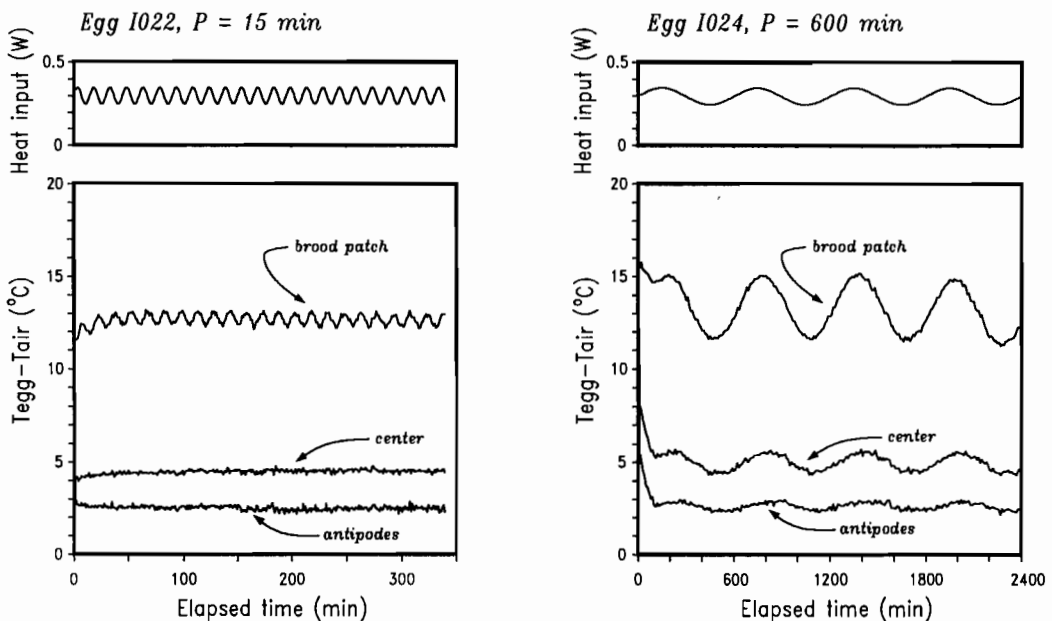 Egg I022, P = 15 min
Heat input (W)
0.5
0
Tegg-Tair (°C)
20
15
10
5
0
brood patch
center
antipodes
0
100
200
300
Elapsed time (min)
Egg I024, P = 600 min
Heat input (W)
0.5
0
Tegg-Tair (°C)
20
15
10
5
0
brood patch
center
antipodes
0
600
1200
1800
2400
Elapsed time (min)